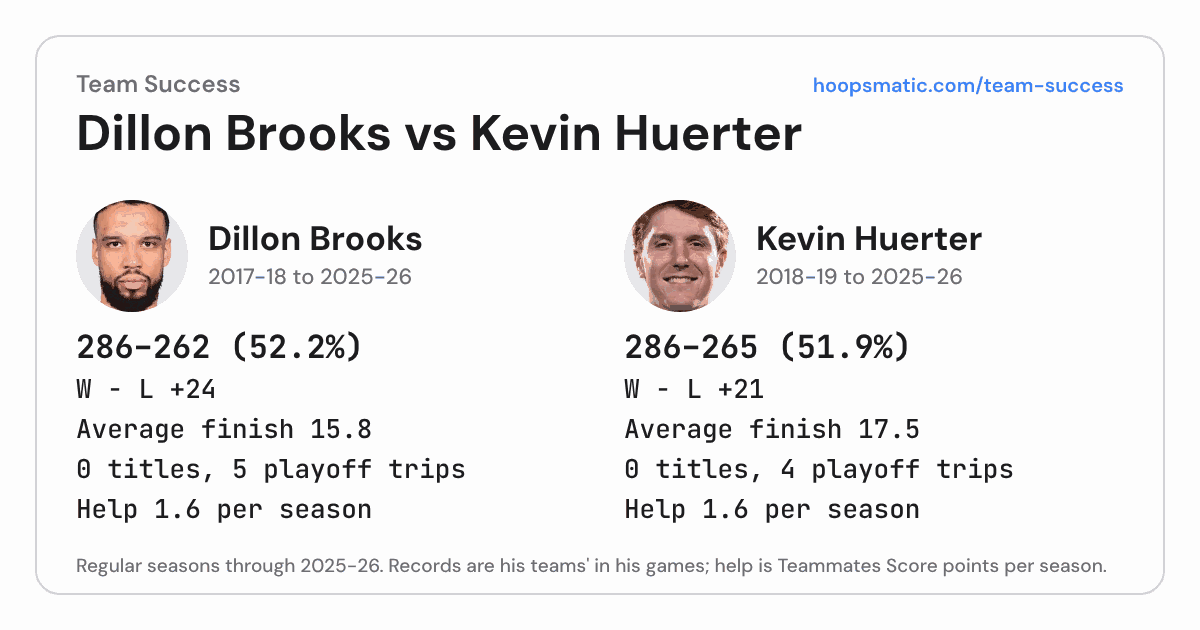 Team Success
hoopsmatic.com/team-success
Dillon Brooks vs Kevin Huerter
Dillon Brooks
2017-18 to 2025-26
286-262 (52.2%)
W - L +24
Average finish 15.8
0 titles, 5 playoff trips
Help 1.6 per season
Kevin Huerter
2018-19 to 2025-26
286-265 (51.9%)
W - L +21
Average finish 17.5
0 titles, 4 playoff trips
Help 1.6 per season
Regular seasons through 2025-26. Records are his teams' in his games; help is Teammates Score points per season.